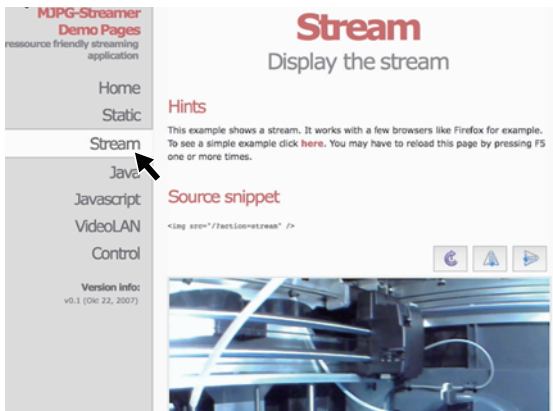 MJPG-Streamer
Demo Pages
ressource friendly streaming
application
Home
Static
Stream
Java
Javascript
VideoLAN
Control
Version info:
v0.1 (Okt 22, 2007)
Stream
Display the stream
Hints
This example shows a stream. It works with a few browsers like Firefox for example.
To see a simple example click here. You may have to reload this page by pressing F5
one or more times.
Source snippet
<img src="/?action=stream" />